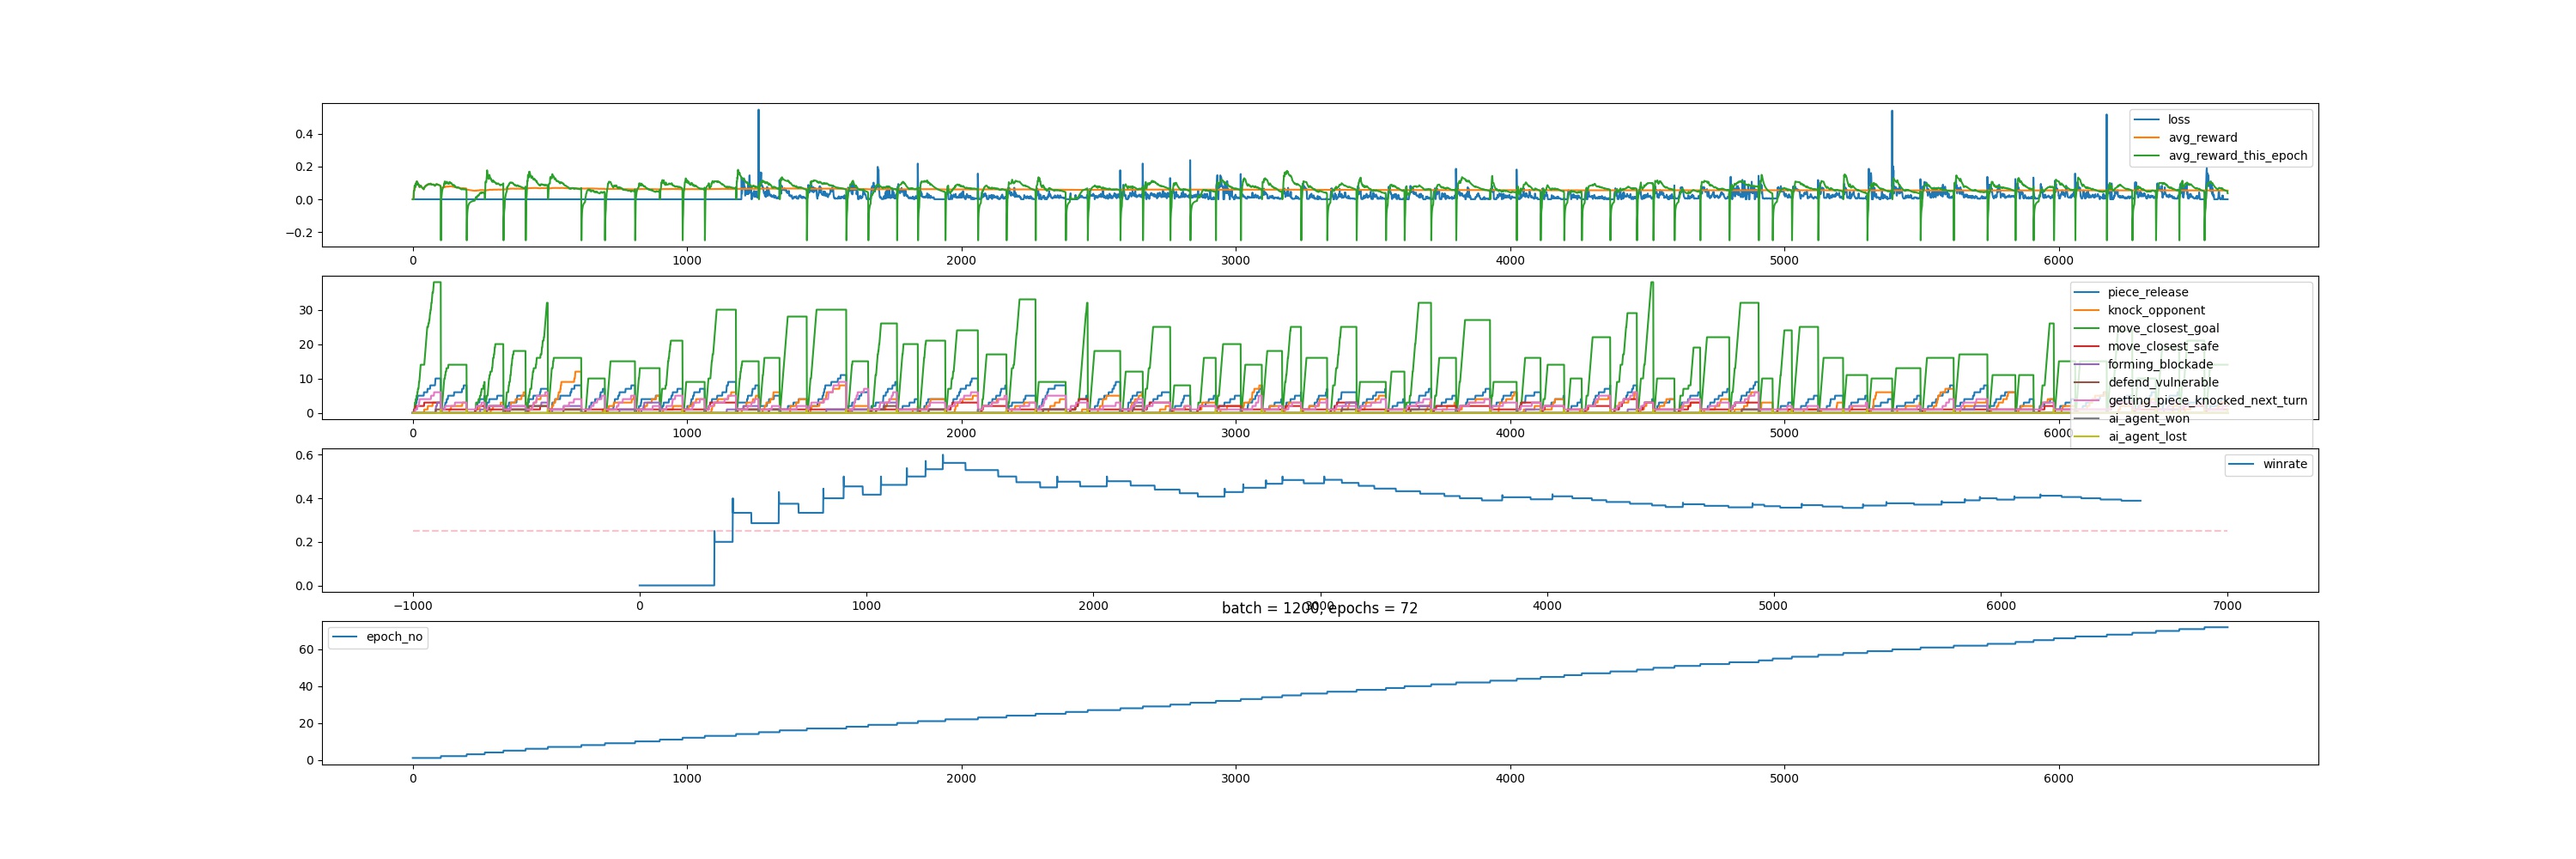 0.4
0.2
0.0
−0.2
loss
avg_reward
avg_reward_this_epoch
0 1000 2000 3000 4000 5000 6000
30
20
10
0
piece_release
knock_opponent
move_closest_goal
move_closest_safe
forming_blockade
defend_vulnerable
getting_piece_knocked_next_turn
ai_agent_won
ai_agent_lost
0 1000 2000 3000 4000 5000 6000
0.6
0.4
0.2
0.0
winrate
−1000 0 1000 2000 3000 4000 5000 6000 7000
batch = 1200, epochs = 72
60
40
20
0
epoch_no
0 1000 2000 3000 4000 5000 6000